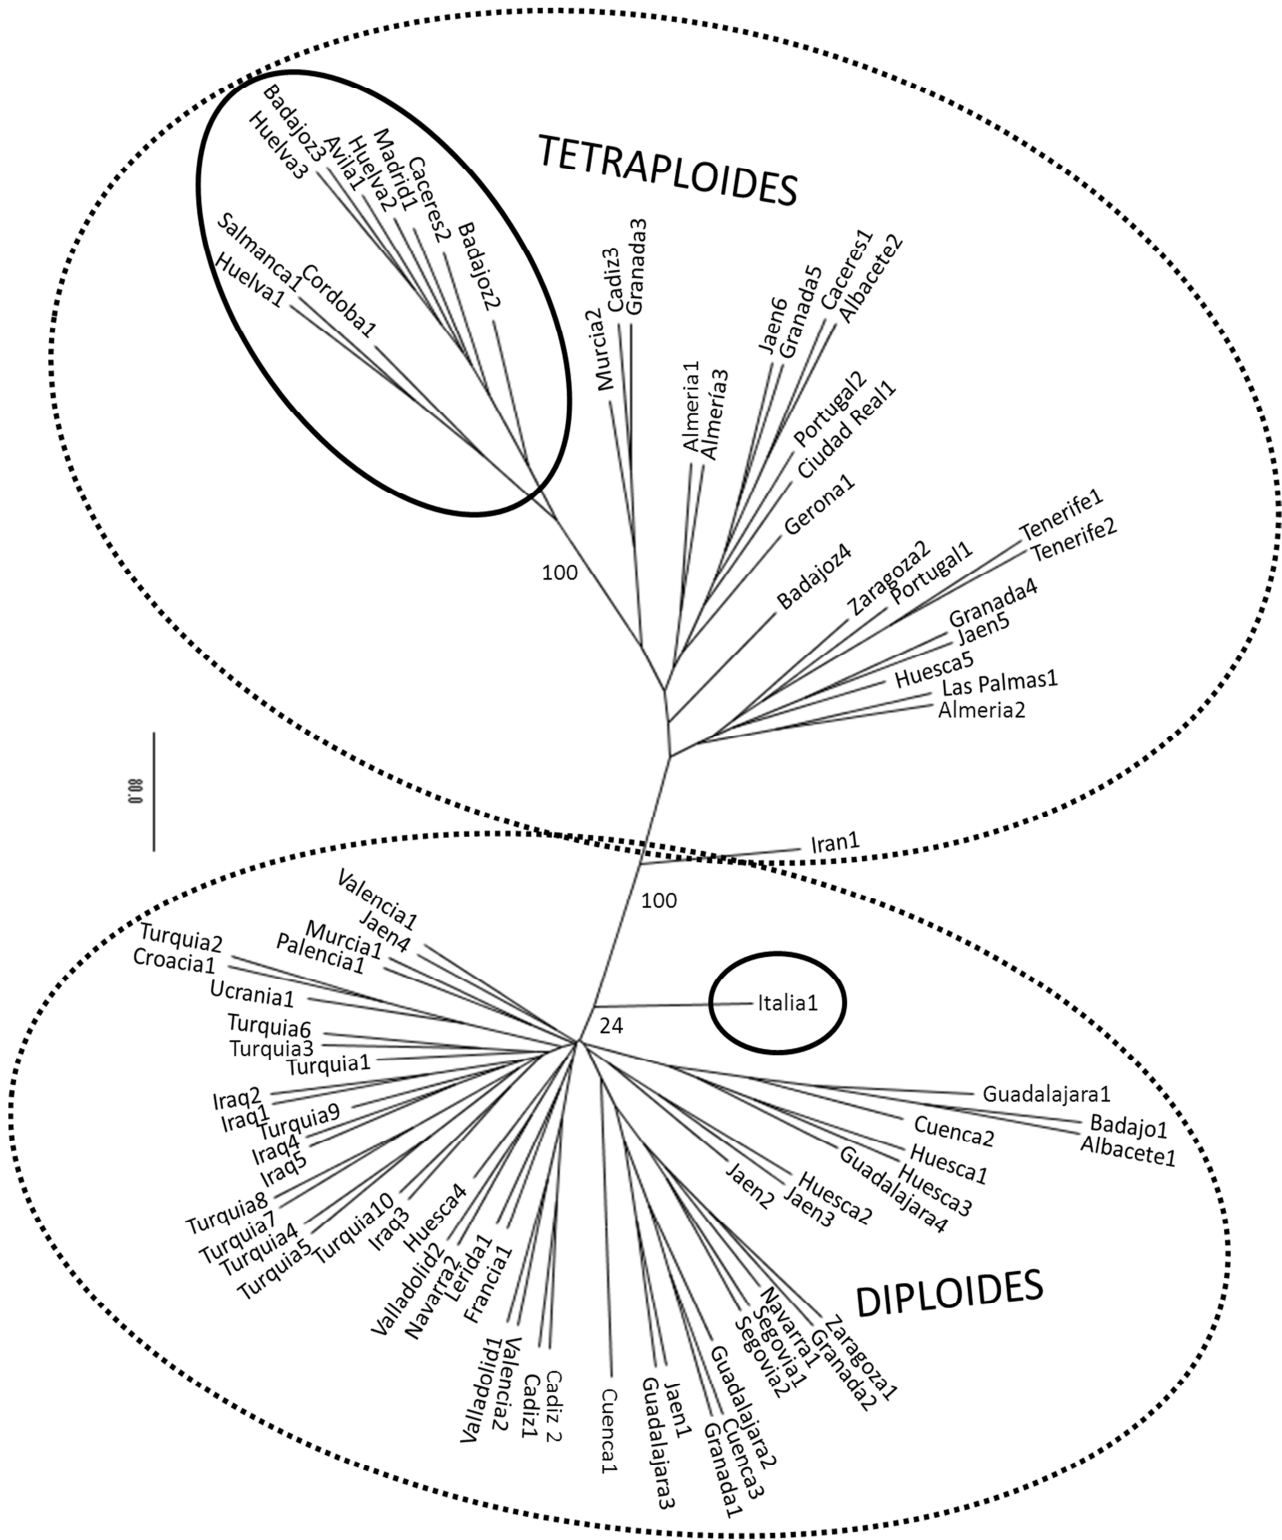 TETRAPLOIDES
Badajoz3
Huelva3
Avila1
Huelva2
Madrid1
Caceres2
Badajoz2
Salmanca1
Huelva1
Cordoba1
100
Murcia2
Cadiz3
Granada3
Almeria1
Almería3
Jaen6
Granada5
Caceres1
Albacete2
Portugal2
Ciudad Real1
Gerona1
Badajoz4
Zaragoza2
Portugal1
Tenerife1
Tenerife2
Granada4
Jaen5
Huesca5
Las Palmas1
Almeria2
80.0
Iran1
100
Italia1
24
Valencia1
Jaen4
Murcia1
Palencia1
Turquia2
Croacia1
Ucrania1
Turquia6
Turquia3
Turquia1
Iraq2
Iraq1
Turquia9
Iraq4
Iraq5
Turquia8
Turquia7
Turquia4
Turquia5
Turquia10
Iraq3
Huesca4
Valladolid2
Navarra2
Lerida1
Francia1
Valladolid1
Valencia2
Cadiz1
Cadiz 2
Cuenca1
Guadalajara3
Jaen1
Granada1
Cuenca3
Guadalajara2
Segovia2
Segovia1
Navarra1
Granada2
Zaragoza1
Jaen2
Jaen3
Huesca2
Guadalajara4
Huesca3
Huesca1
Cuenca2
Guadalajara1
Badajo1
Albacete1
DIPLOIDES